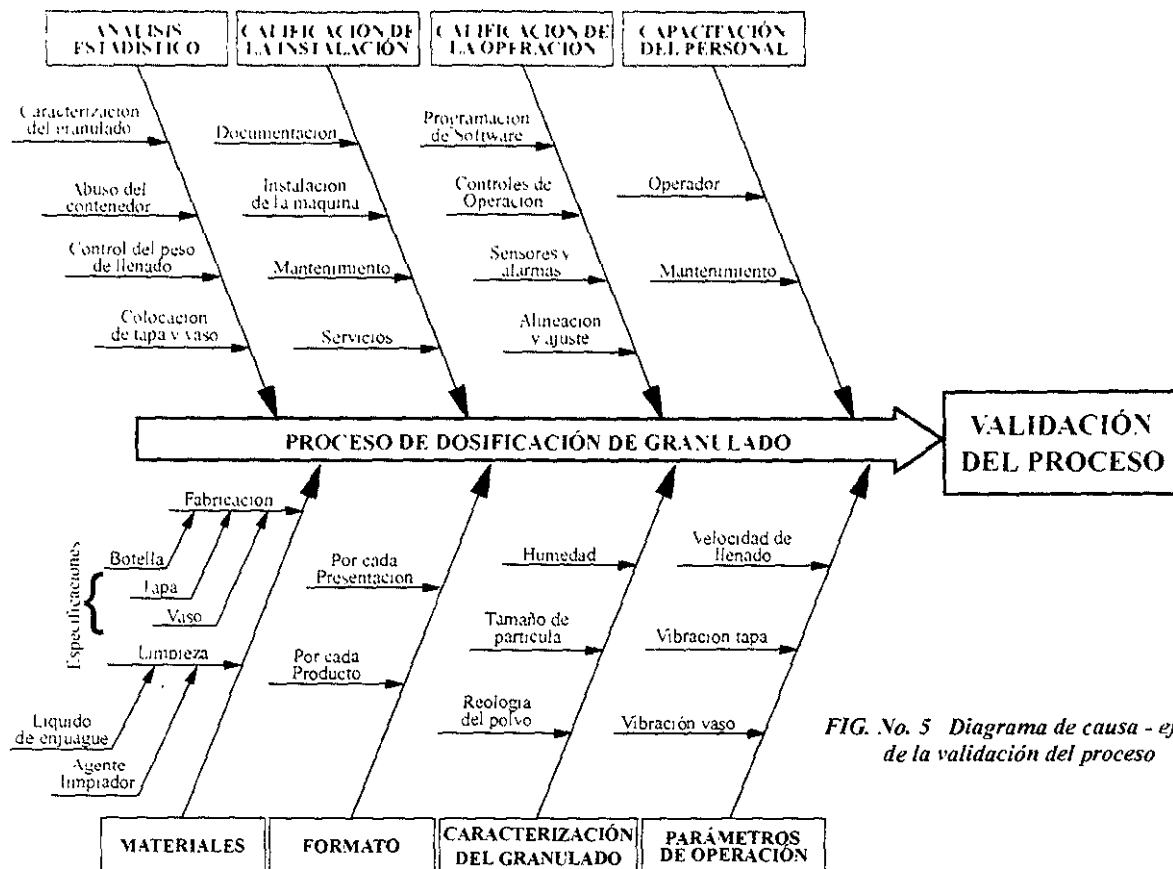 ANALISIS
ESTADISTICO
CALIFICACION DE
LA INSTALACIÓN
CALIFICACION DE
LA OPERACION
CAPACITACIÓN
DEL PERSONAL
Caracterizacion
del granulado
Abuso del
contenedor
Control del peso
de llenado
Colocacion
de tapa y vaso
Documentacion
Instalacion
de la maquina
Mantenimiento
Servicios
Programacion
de Software
Controles de
Operacion
Sensores y
alarmas
Alineacion
y ajuste
Operador
Mantenimiento
PROCESO DE DOSIFICACIÓN DE GRANULADO
VALIDACIÓN
DEL PROCESO
Fabricacion
Botella
Tapa
Vaso
Especificaciones
Limpieza
Liquido
de enjuague
Agente
limpiador
Por cada
Presentacion
Por cada
Producto
Humedad
Tamaño de
particula
Reologia
del polvo
Velocidad de
llenado
Vibracion tapa
Vibración vaso
FIG. No. 5 Diagrama de causa - ef
de la validación del proceso
MATERIALES
FORMATO
CARACTERIZACIÓN
DEL GRANULADO
PARÁMETROS
DE OPERACIÓN